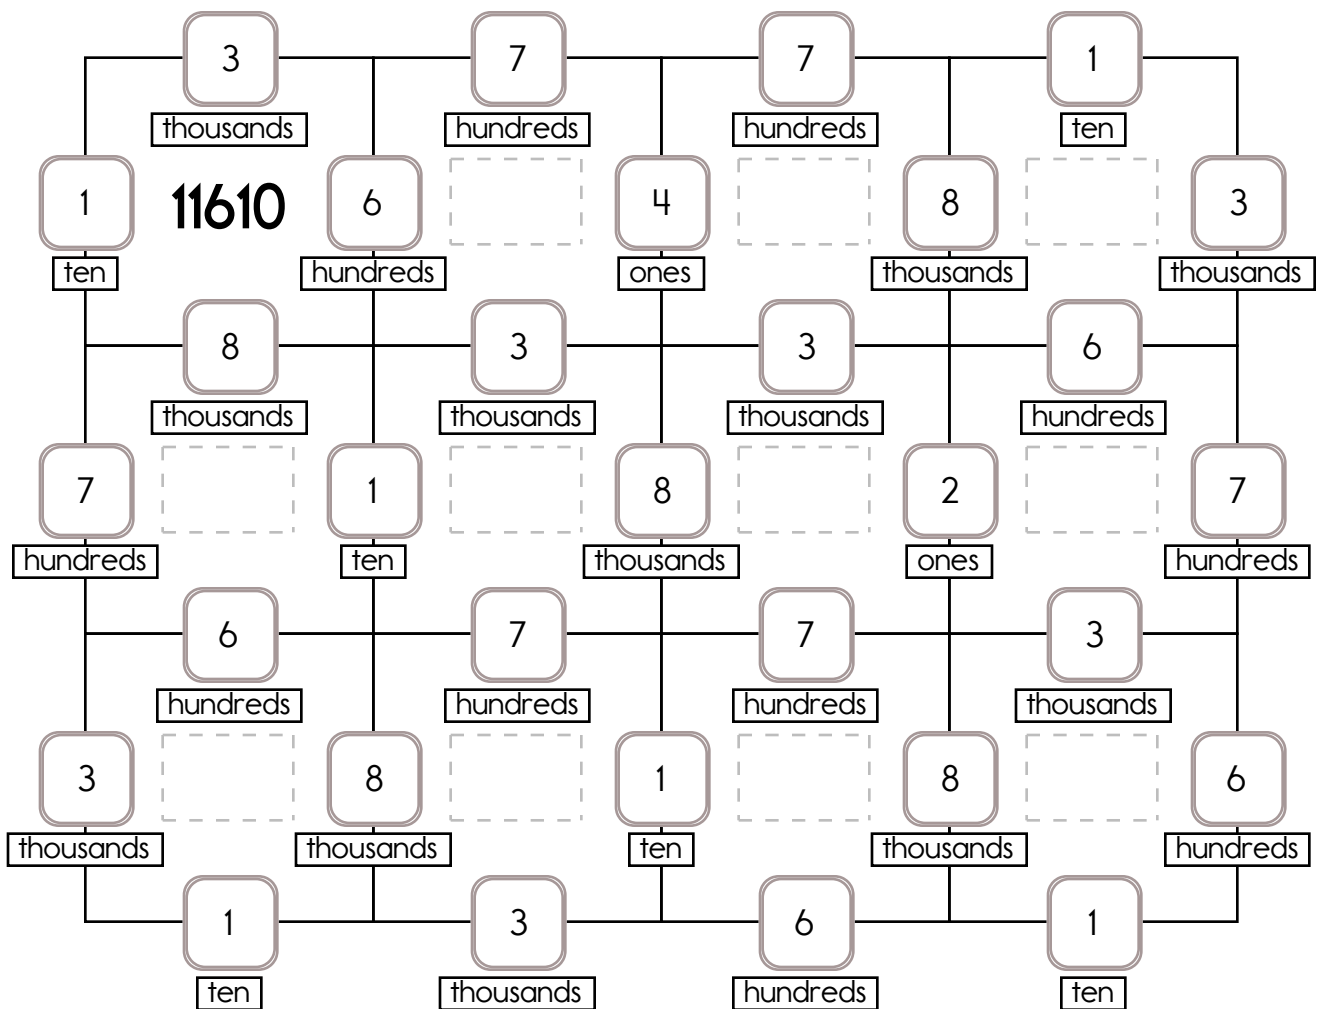 3 7 7 1
thousands hundreds hundreds ten
1 11610 6 4 8 3
ten hundreds ones thousands thousands
8 3 3 6
thousands thousands thousands hundreds
7 1 8 2 7
hundreds ten thousands ones hundreds
6 7 7 3
hundreds hundreds hundreds thousands
3 8 1 8 6
thousands thousands ten thousands hundreds
1 3 6 1
ten thousands hundreds ten